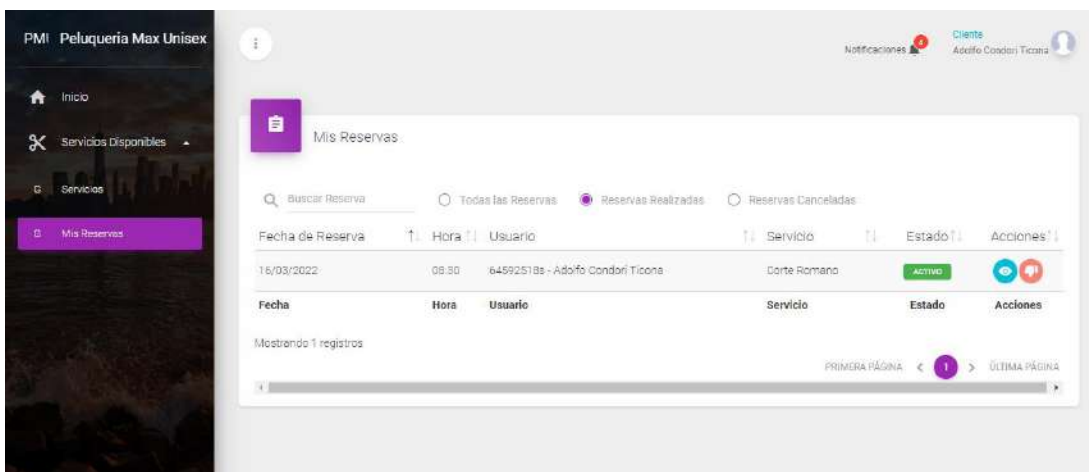 PMI Peluqueria Max Unisex
Notificaciones 4
Cliente
Adolfo Condori Ticona
Inicio
Servicios Disponibles
Servicios
Mis Reservas
Mis Reservas
Buscar Reserva Todas las Reservas Reservas Realizadas Reservas Canceladas
Fecha de Reserva Hora Usuario Servicio Estado Acciones
16/03/2022 08:30 64592518s - Adolfo Condori Ticona Corte Romano ACTIVO
Fecha Hora Usuario Servicio Estado Acciones
Mostrando 1 registros
PRIMERA PÁGINA 1 ÚLTIMA PÁGINA